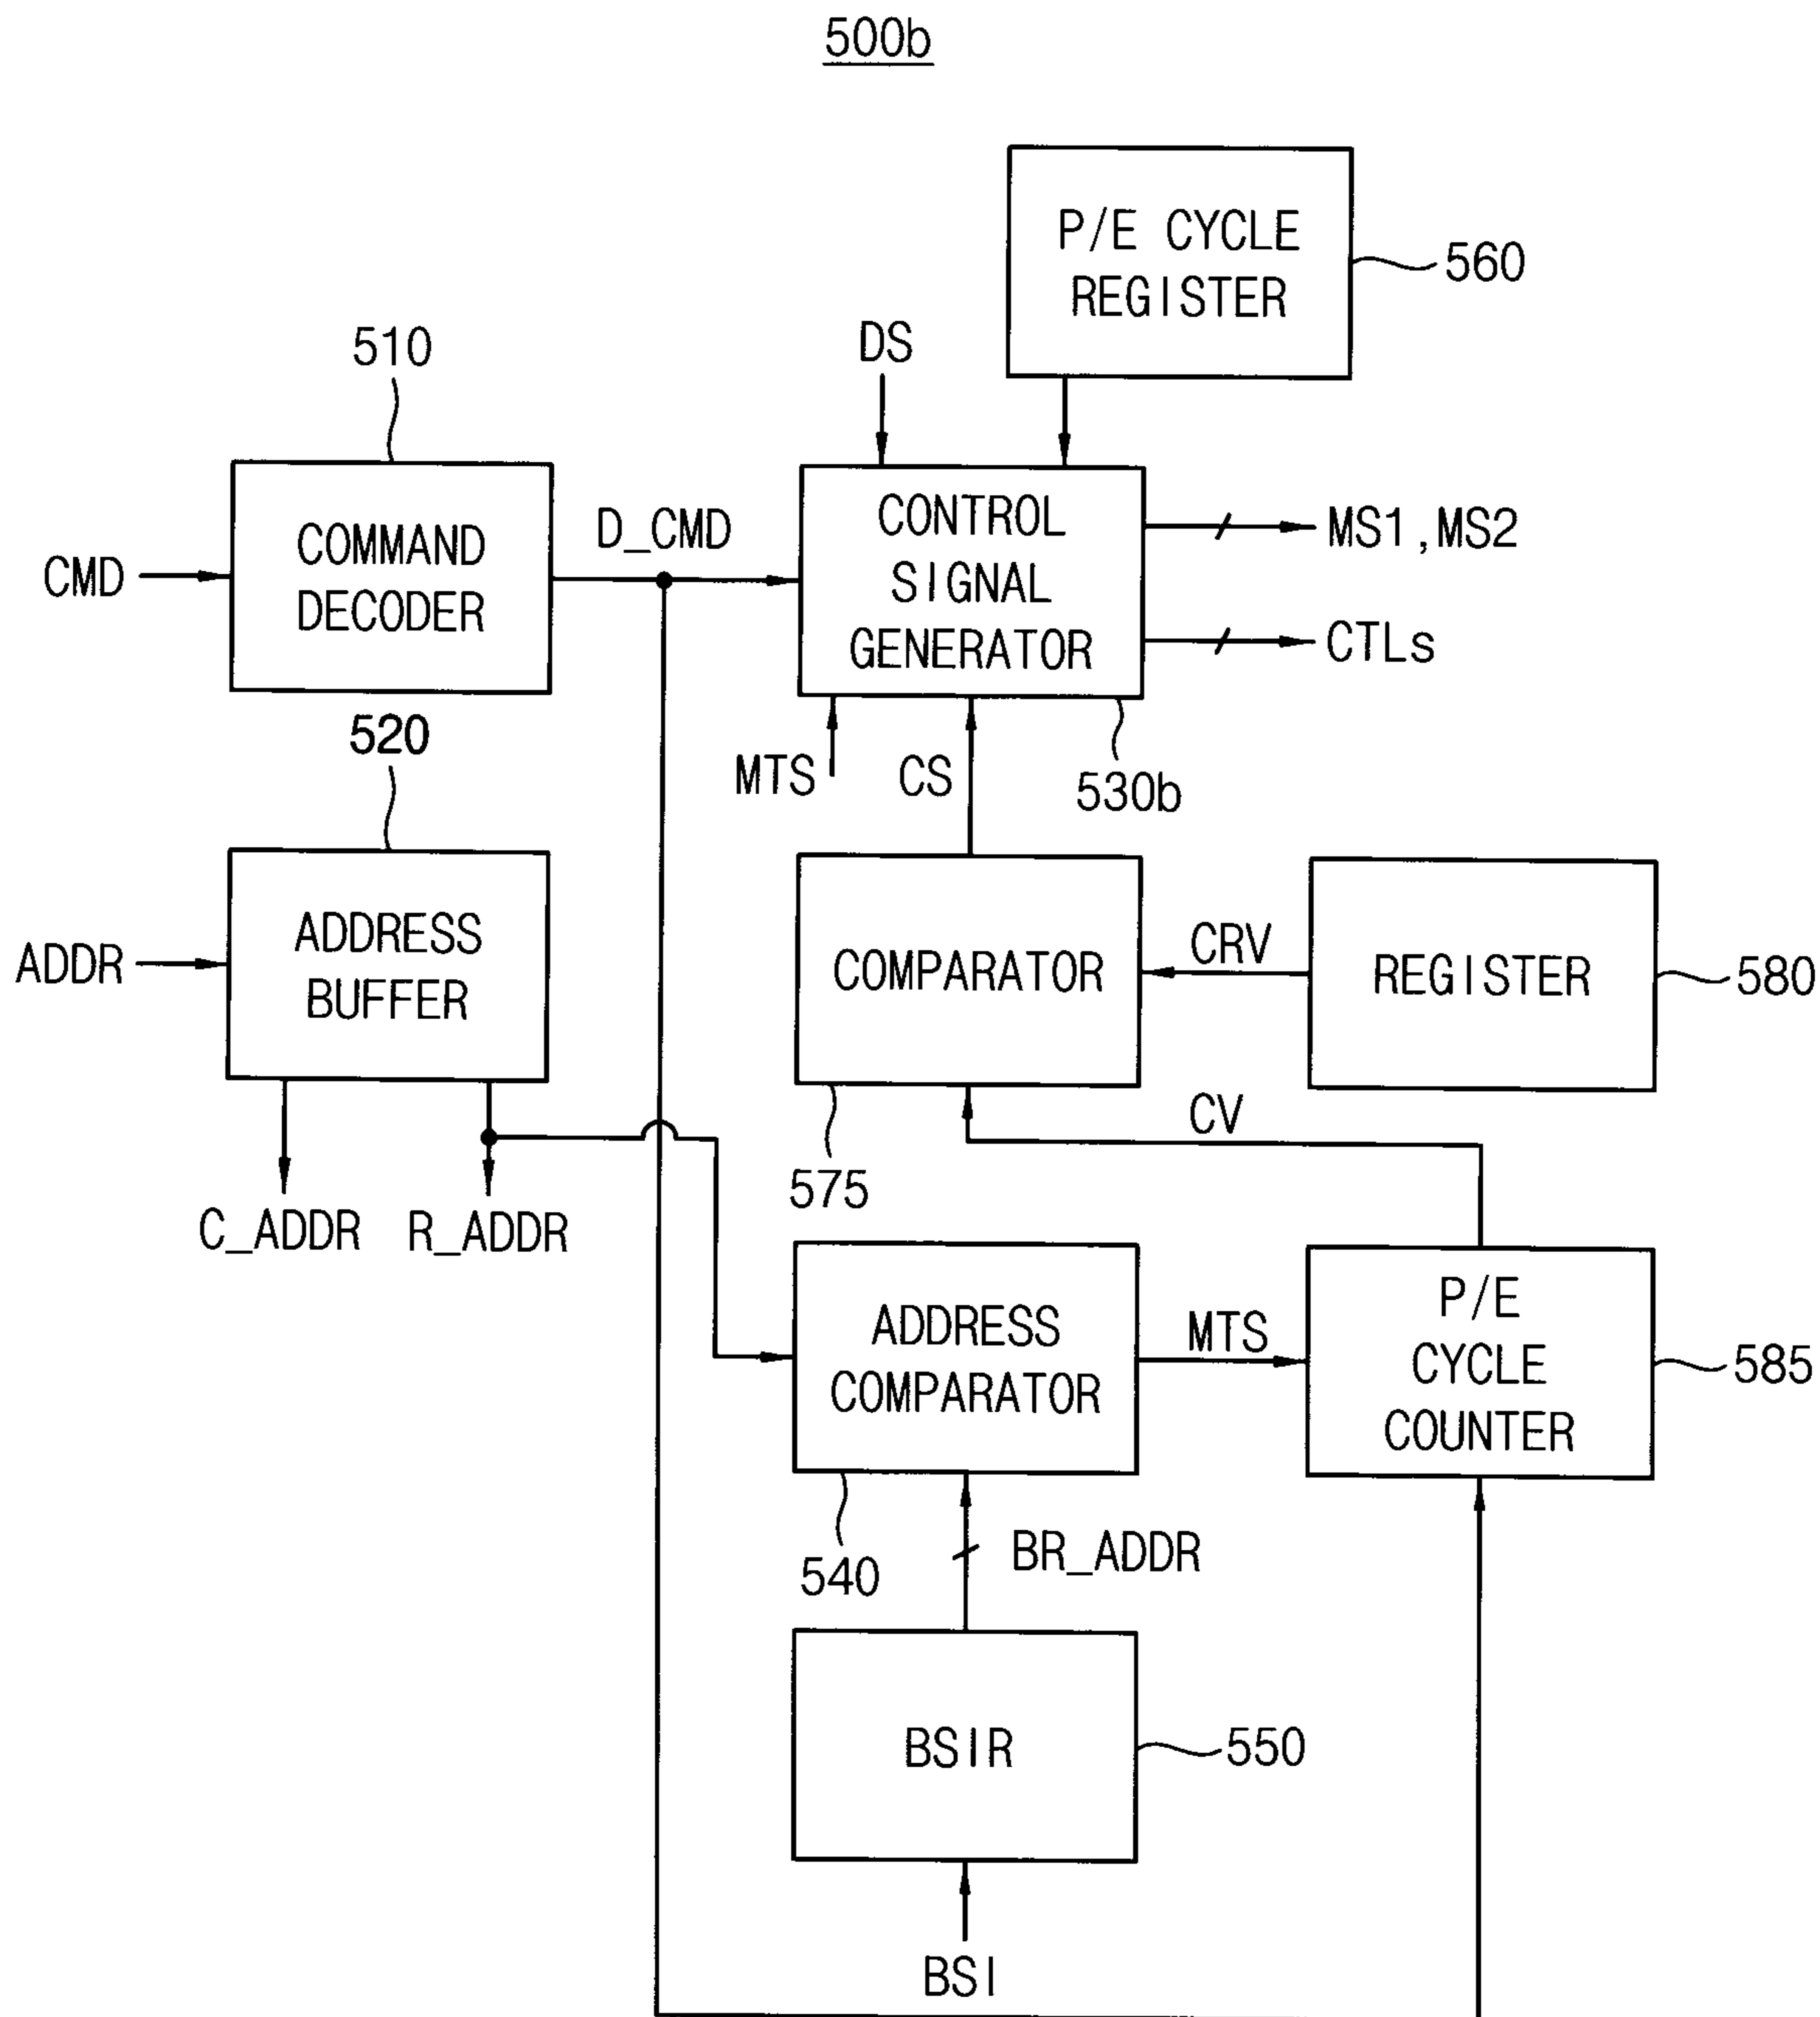 500b
P/E CYCLE
REGISTER
560
DS
510
COMMAND
DECODER
CMD
D_CMD
CONTROL
SIGNAL
GENERATOR
MS1,MS2
CTLs
MTS
CS
530b
520
ADDRESS
BUFFER
ADDR
C_ADDR
R_ADDR
COMPARATOR
CRV
REGISTER
580
575
CV
ADDRESS
COMPARATOR
MTS
P/E
CYCLE
COUNTER
585
540
BR_ADDR
BSIR
550
BSI